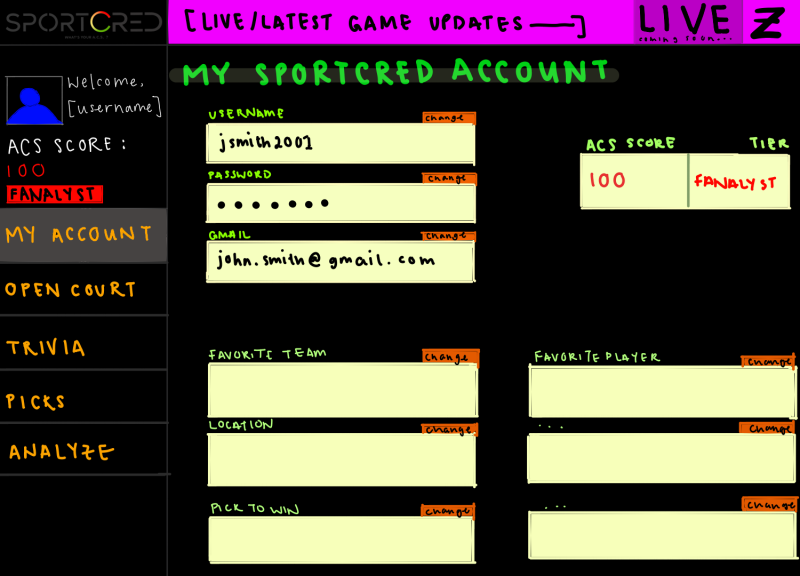 SPORTCRED
[LIVE/LATEST GAME UPDATES——]
LIVE
coming soon...
Z
Welcome,
[username]
ACS SCORE:
100
FANALYST
MY ACCOUNT
OPEN COURT
TRIVIA
PICKS
ANALYZE
MY SPORTCRED ACCOUNT
USERNAME change
jsmith2001
PASSWORD change
•••••••
GMAIL change
john.smith@gmail.com
ACS SCORE TIER
100 FANALYST
FAVORITE TEAM change
FAVORITE PLAYER change
LOCATION change
... change
PICK TO WIN change
... change